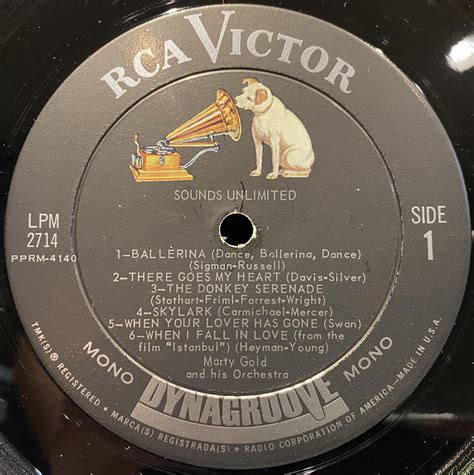 RCA VICTOR
SOUNDS UNLIMITED
LPM
2714
PPRM-4140
SIDE
1
1—BALLERINA (Dance, Ballerina, Dance)
(Sigman-Russell)
2—THERE GOES MY HEART (Davis-Silver)
3—THE DONKEY SERENADE
(Stothart-Friml-Forrest-Wright)
4—SKYLARK (Carmichael-Mercer)
5—WHEN YOUR LOVER HAS GONE (Swan)
6—WHEN I FALL IN LOVE (from the
film "Istanbul") (Heyman-Young)
Marty Gold
and his Orchestra
MONO
DYNAGROOVE
MONO
TMK(S) ® REGISTERED • MARCA(S) REGISTRADA(S) • RADIO CORPORATION OF AMERICA—MADE IN U.S.A.